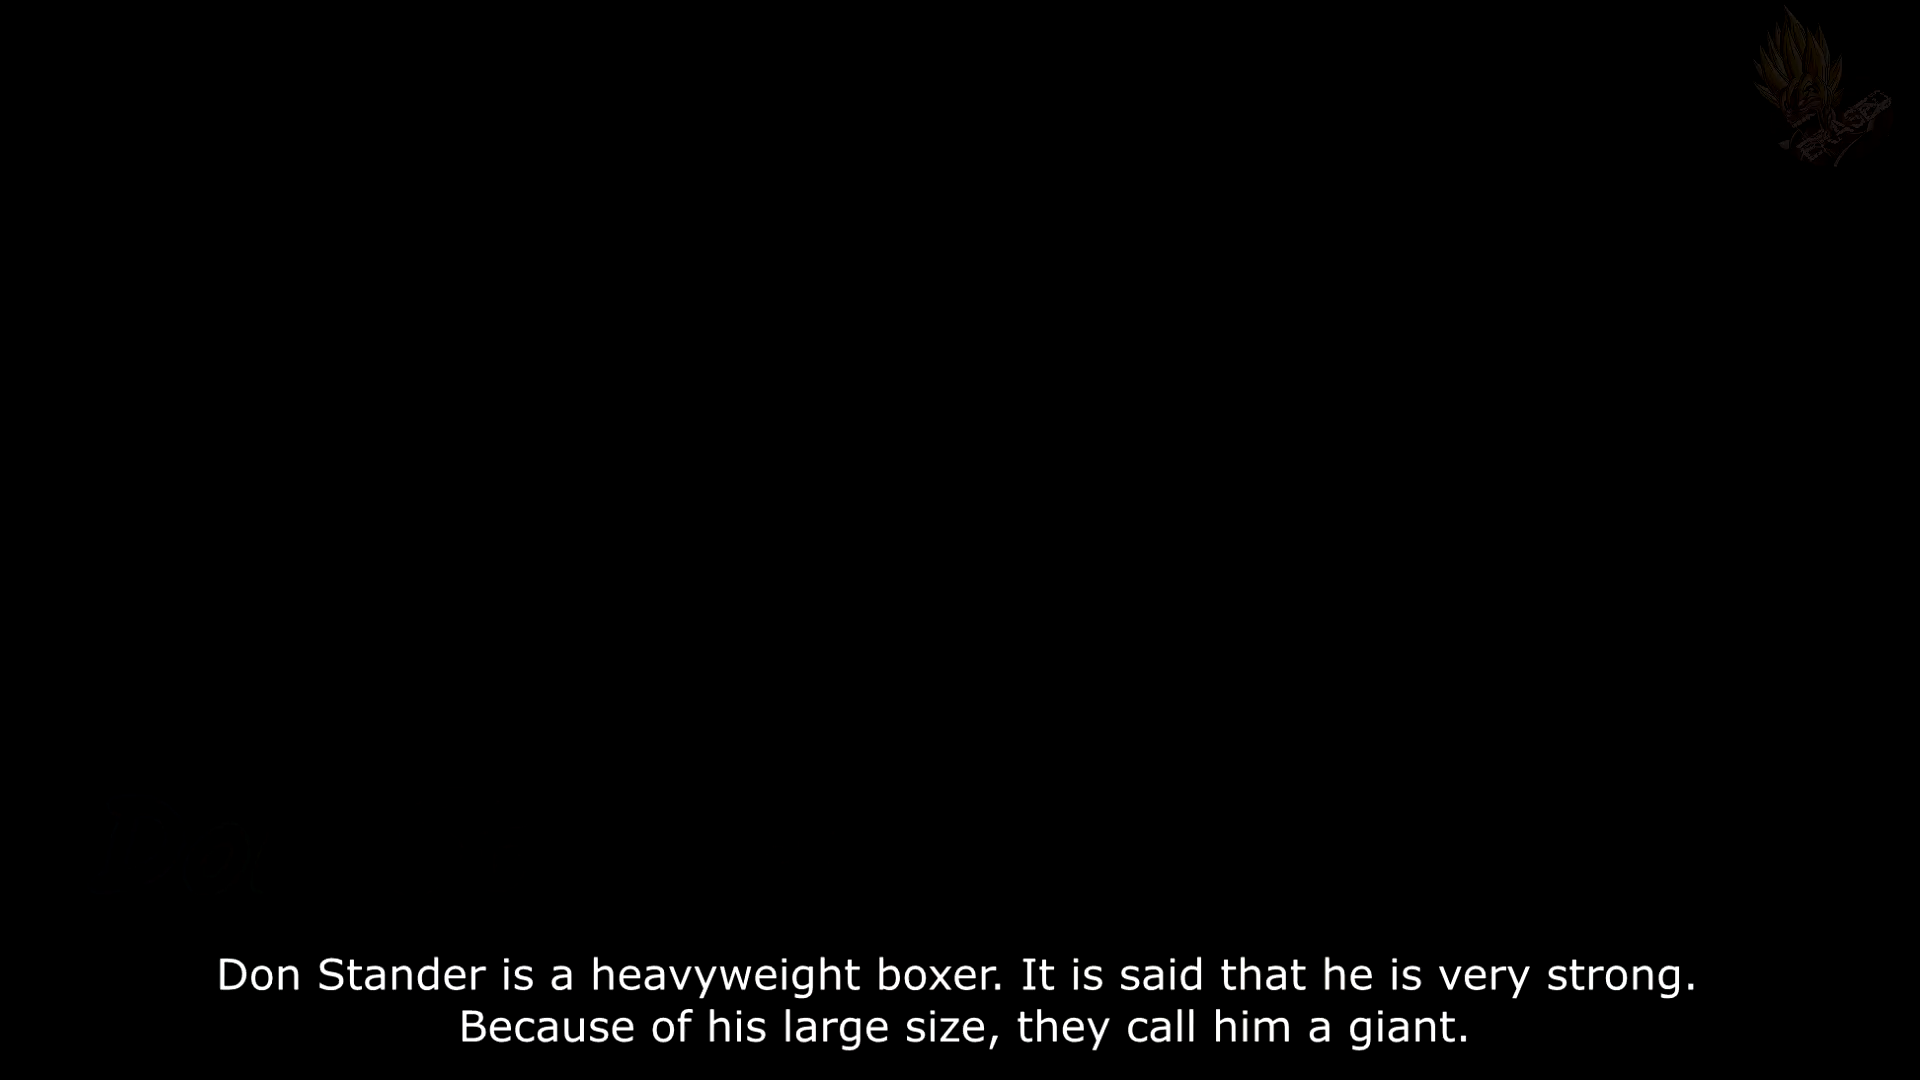 Don Stander is a heavyweight boxer. It is said that he is very strong.
Because of his large size, they call him a giant.